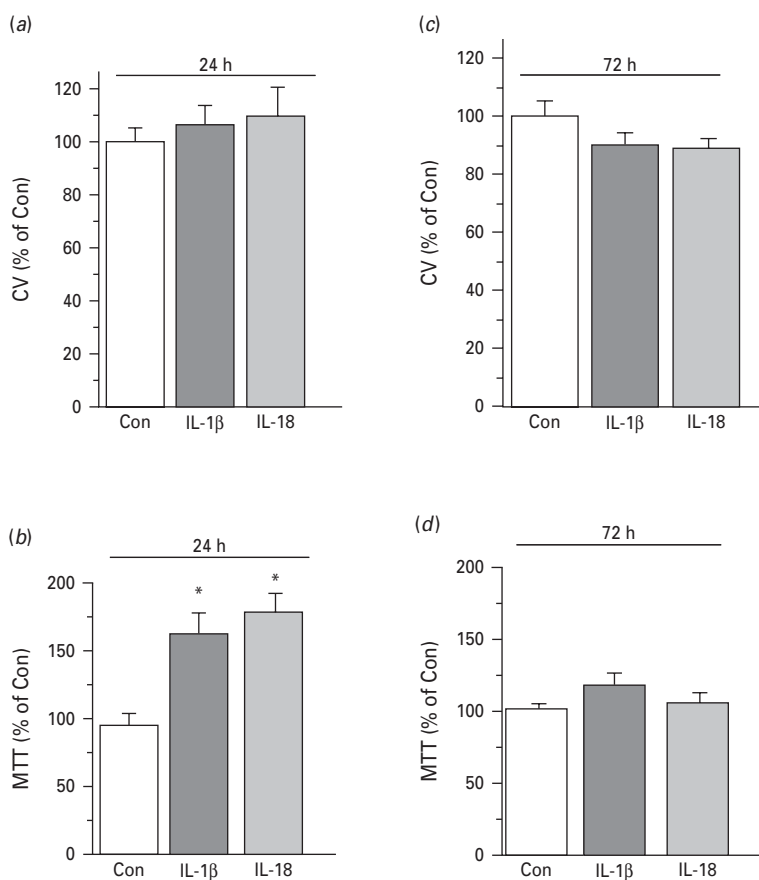 (a)
24 h
120
100
80
60
40
20
0
CV (% of Con)
Con IL-1β IL-18
(c)
72 h
120
100
80
60
40
20
0
CV (% of Con)
Con IL-1β IL-18
(b)
24 h
200
150
100
50
0
MTT (% of Con)
* *
Con IL-1β IL-18
(d)
72 h
200
150
100
50
0
MTT (% of Con)
Con IL-1β IL-18